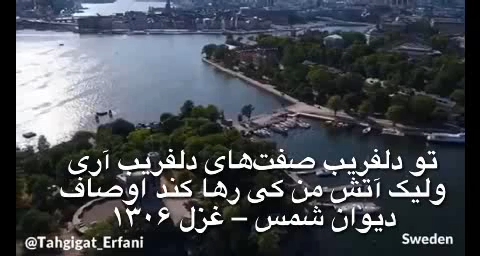 تو دلفریب صفت‌های دلفریب آری
ولیک آتش من کی رها کند اوصاف
دیوان شمس – غزل ۱۳۰۶
@Tahgigat_Erfani
Sweden